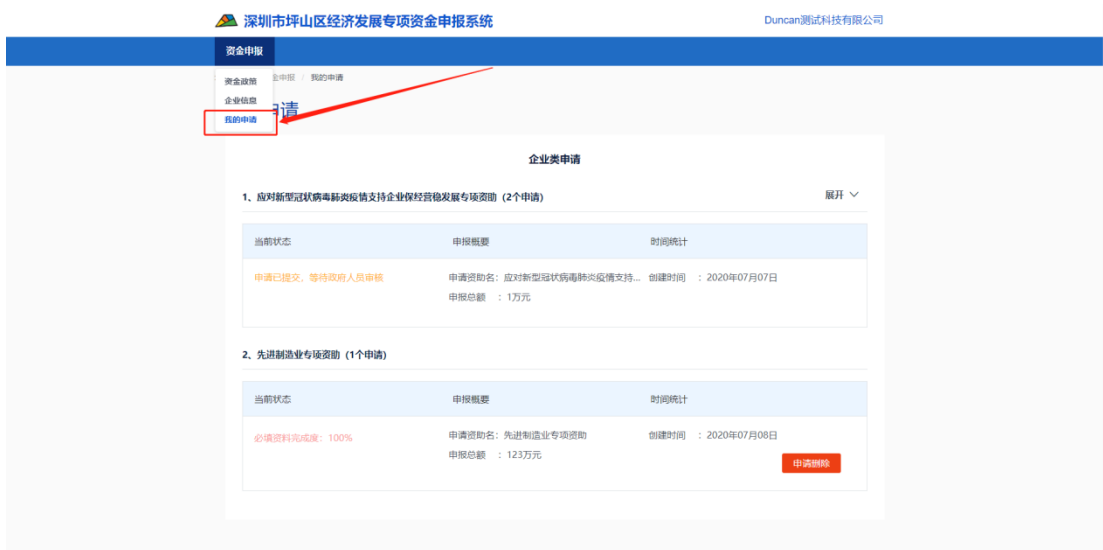 深圳市坪山区经济发展专项资金申报系统
Duncan测试科技有限公司
资金申报
资金政策
金申报 / 我的申请
企业信息
申请
我的申请
企业类申请
1、应对新型冠状病毒肺炎疫情支持企业保经营稳发展专项资助（2个申请）
展开
当前状态 申报概要 时间统计
申请已提交，等待政府人员审核 申请资助名：应对新型冠状病毒肺炎疫情支持... 创建时间 ：2020年07月07日
申报总额 ：1万元
2、先进制造业专项资助（1个申请）
当前状态 申报概要 时间统计
必填资料完成度：100% 申请资助名：先进制造业专项资助 创建时间 ：2020年07月08日
申报总额 ：123万元
申请删除